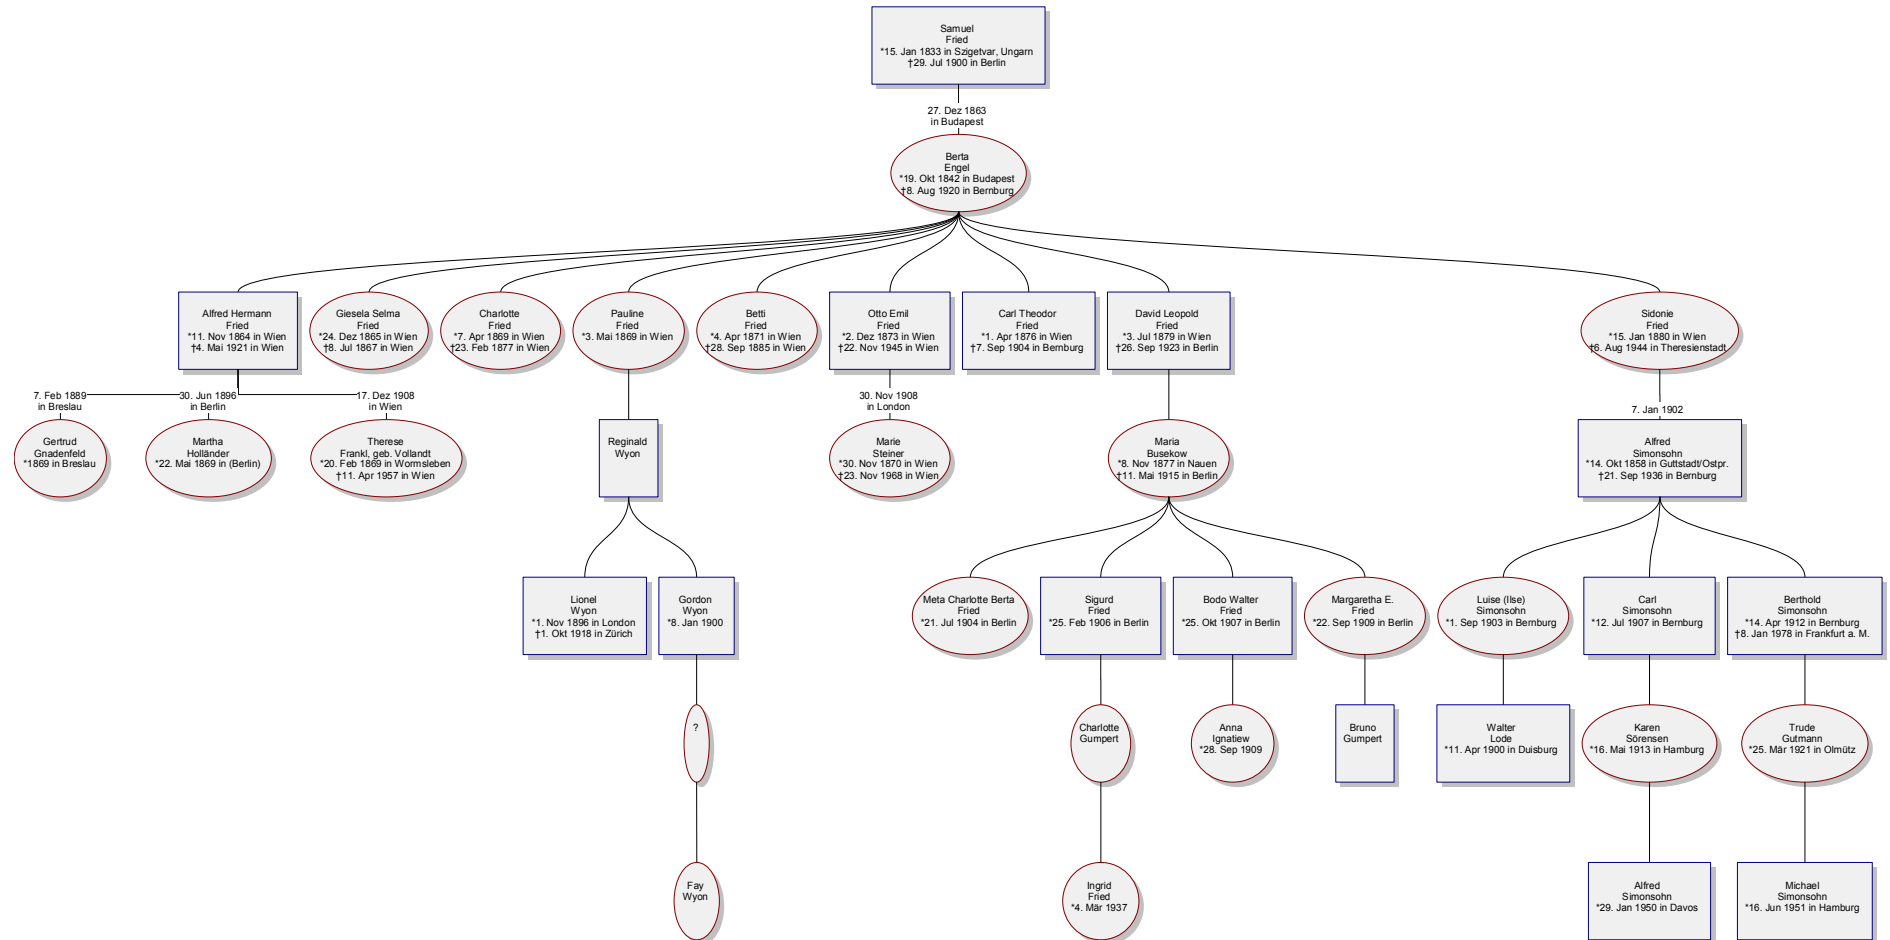 Samuel
Fried
*15. Jan 1833 in Szigetvar, Ungarn
†29. Jul 1900 in Berlin
27. Dez 1863
in Budapest
Berta
Engel
*19. Okt 1842 in Budapest
†8. Aug 1920 in Bernburg
Alfred Hermann
Fried
*11. Nov 1864 in Wien
†4. Mai 1921 in Wien
Giesela Selma
Fried
*24. Dez 1865 in Wien
†8. Jul 1867 in Wien
Charlotte
Fried
*7. Apr 1869 in Wien
†23. Feb 1877 in Wien
Pauline
Fried
*3. Mai 1869 in Wien
Betti
Fried
*4. Apr 1871 in Wien
†28. Sep 1885 in Wien
Otto Emil
Fried
*2. Dez 1873 in Wien
†22. Nov 1945 in Wien
Carl Theodor
Fried
*1. Apr 1876 in Wien
†7. Sep 1904 in Bernburg
David Leopold
Fried
*3. Jul 1879 in Wien
†26. Sep 1923 in Berlin
Sidonie
Fried
*15. Jan 1880 in Wien
†6. Aug 1944 in Theresienstadt
7. Feb 1889
in Breslau
30. Jun 1896
in Berlin
17. Dez 1908
in Wien
30. Nov 1908
in London
7. Jan 1902
Gertrud
Gnadenfeld
*1869 in Breslau
Martha
Holländer
*22. Mai 1869 in (Berlin)
Therese
Frankl, geb. Vollandt
*20. Feb 1869 in Wormsleben
†11. Apr 1957 in Wien
Reginald
Wyon
Marie
Steiner
*30. Nov 1870 in Wien
†23. Nov 1968 in Wien
Maria
Busekow
*8. Nov 1877 in Nauen
†11. Mai 1915 in Berlin
Alfred
Simonsohn
*14. Okt 1858 in Guttstadt/Ostpr.
†21. Sep 1936 in Bernburg
Lionel
Wyon
*1. Nov 1896 in London
†1. Okt 1918 in Zürich
Gordon
Wyon
*8. Jan 1900
Meta Charlotte Berta
Fried
*21. Jul 1904 in Berlin
Sigurd
Fried
*25. Feb 1906 in Berlin
Bodo Walter
Fried
*25. Okt 1907 in Berlin
Margaretha E.
Fried
*22. Sep 1909 in Berlin
Luise (Ilse)
Simonsohn
*1. Sep 1903 in Bernburg
Carl
Simonsohn
*12. Jul 1907 in Bernburg
Berthold
Simonsohn
*14. Apr 1912 in Bernburg
†8. Jan 1978 in Frankfurt a. M.
?
Charlotte
Gumpert
Anna
Ignatiew
*28. Sep 1909
Bruno
Gumpert
Walter
Lode
*11. Apr 1900 in Duisburg
Karen
Sörensen
*16. Mai 1913 in Hamburg
Trude
Gutmann
*25. Mär 1921 in Olmütz
Fay
Wyon
Ingrid
Fried
*4. Mär 1937
Alfred
Simonsohn
*29. Jan 1950 in Davos
Michael
Simonsohn
*16. Jun 1951 in Hamburg